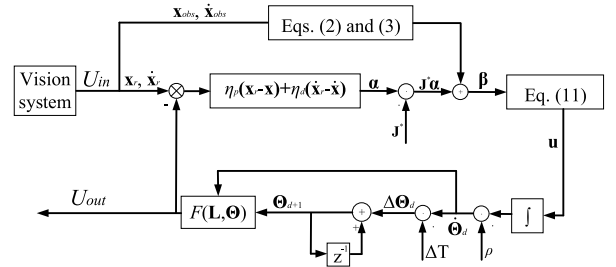 x_obs, ẋ_obs
Eqs. (2) and (3)
Vision system
U_in
x_r, ẋ_r
-
η_p(x_r-x)+η_d(ẋ_r-ẋ)
α
J*α
+
β
Eq. (11)
J*
u
U_out
F(L,Θ)
Θ_{d+1}
+
+
ΔΘ_d
Θ̇_d
∫
z^{-1}
ΔT
ρ